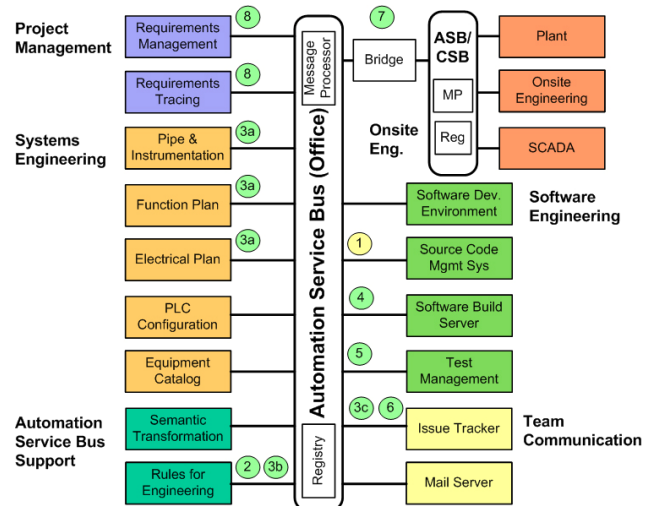 Project
Management
Requirements
Management
8
Requirements
Tracing
8
Systems
Engineering
Pipe &
Instrumentation
3a
Function Plan
3a
Electrical Plan
3a
PLC
Configuration
Equipment
Catalog
Automation
Service Bus
Support
Semantic
Transformation
Rules for
Engineering
2
3b
Message
Processor
Automation Service Bus (Office)
Registry
7
Bridge
ASB/
CSB
MP
Reg
Onsite
Eng.
Plant
Onsite
Engineering
SCADA
Software Dev.
Environment
Software
Engineering
1
Source Code
Mgmt Sys
4
Software Build
Server
5
Test
Management
3c
6
Issue Tracker
Team
Communication
Mail Server